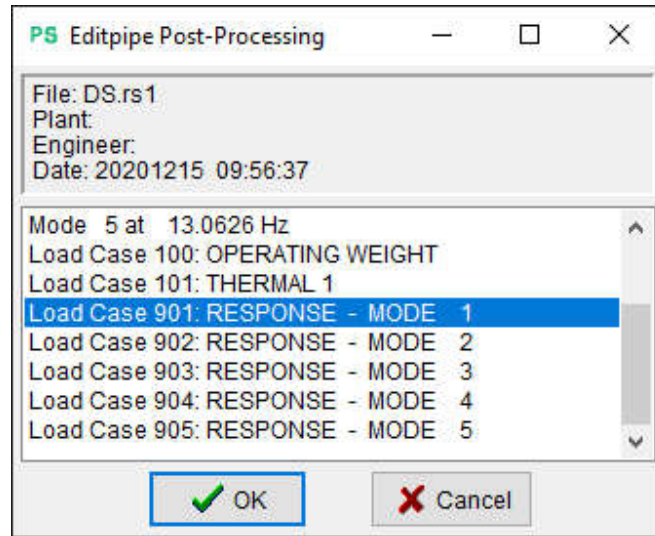 PS Editpipe Post-Processing
File: DS.rs1
Plant:
Engineer:
Date: 20201215 09:56:37
Mode 5 at 13.0626 Hz
Load Case 100: OPERATING WEIGHT
Load Case 101: THERMAL 1
Load Case 901: RESPONSE - MODE 1
Load Case 902: RESPONSE - MODE 2
Load Case 903: RESPONSE - MODE 3
Load Case 904: RESPONSE - MODE 4
Load Case 905: RESPONSE - MODE 5
OK Cancel